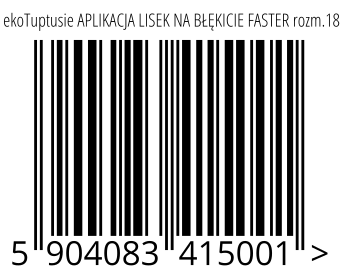 ekoTuptusie APLIKACJA LISEK NA BŁĘKICIE FASTER rozm.18
5 904083 415001 >